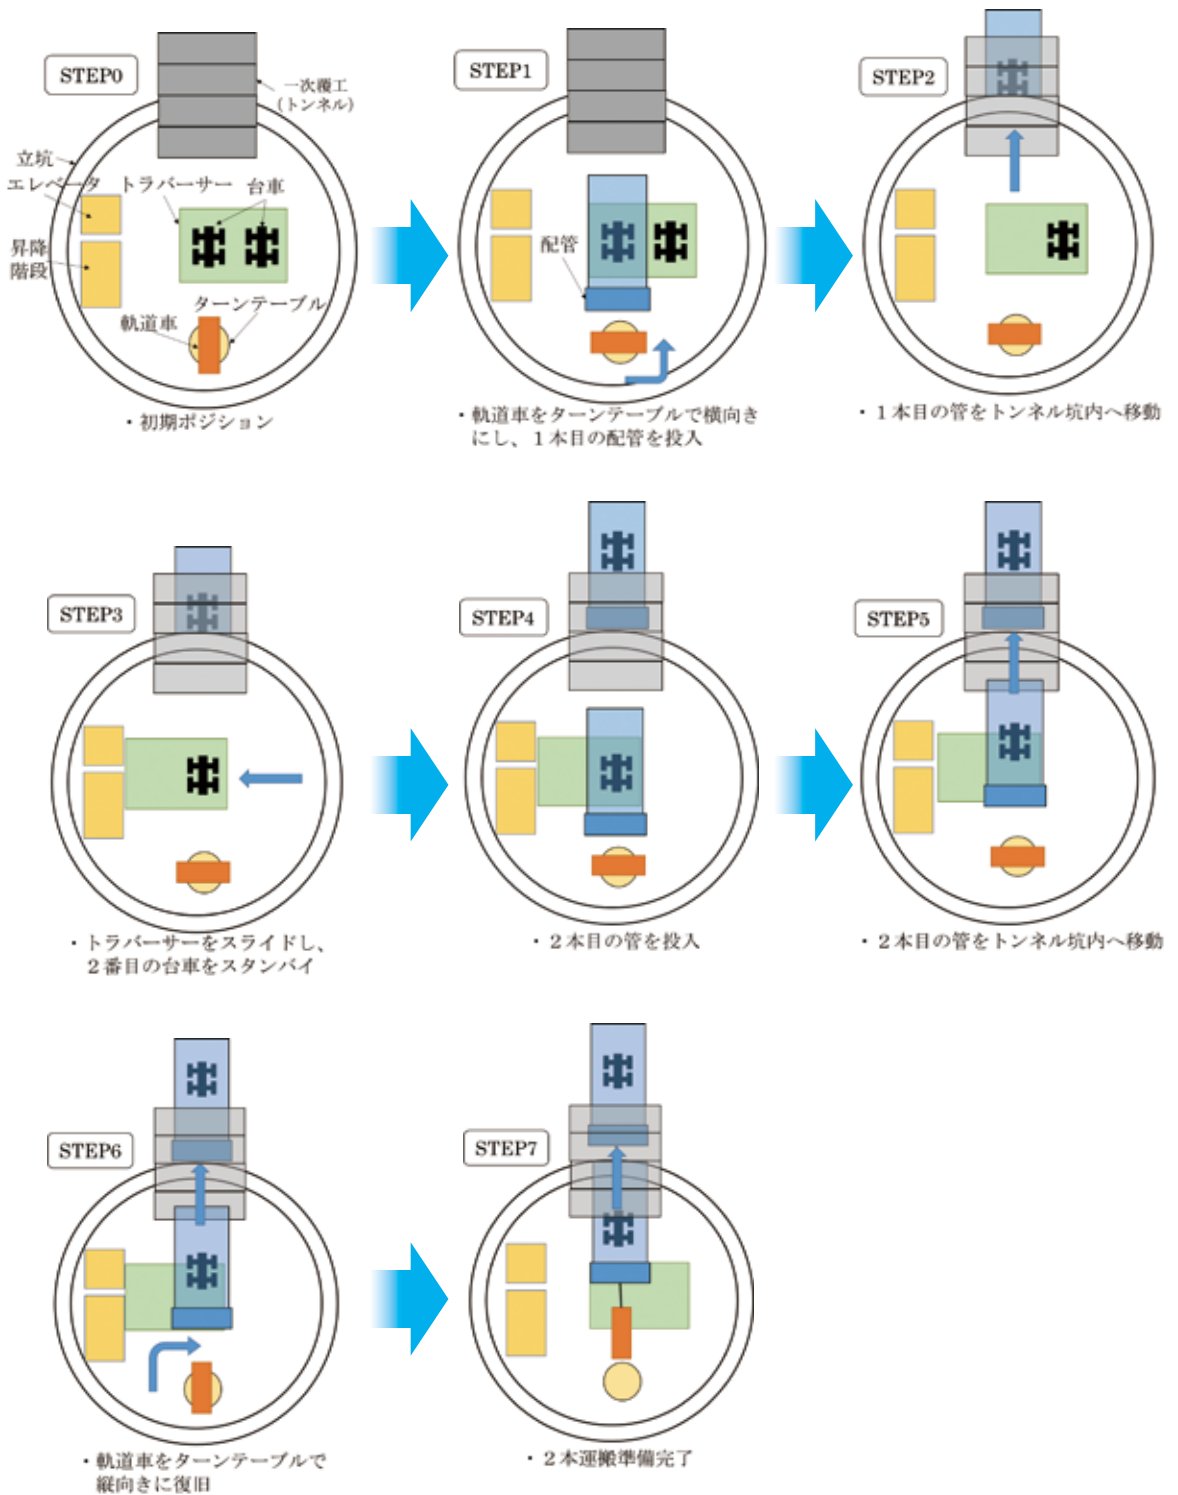 STEP0
一次覆工
(トンネル)
立坑
エレベータ
トラバーサー
台車
昇降
階段
ターンテーブル
軌道車
・初期ポジション
STEP1
配管
・軌道車をターンテーブルで横向き
にし、１本目の配管を投入
STEP2
・１本目の管をトンネル坑内へ移動
STEP3
・トラバーサーをスライドし、
２番目の台車をスタンバイ
STEP4
・２本目の管を投入
STEP5
・２本目の管をトンネル坑内へ移動
STEP6
・軌道車をターンテーブルで
縦向きに復旧
STEP7
・２本運搬準備完了